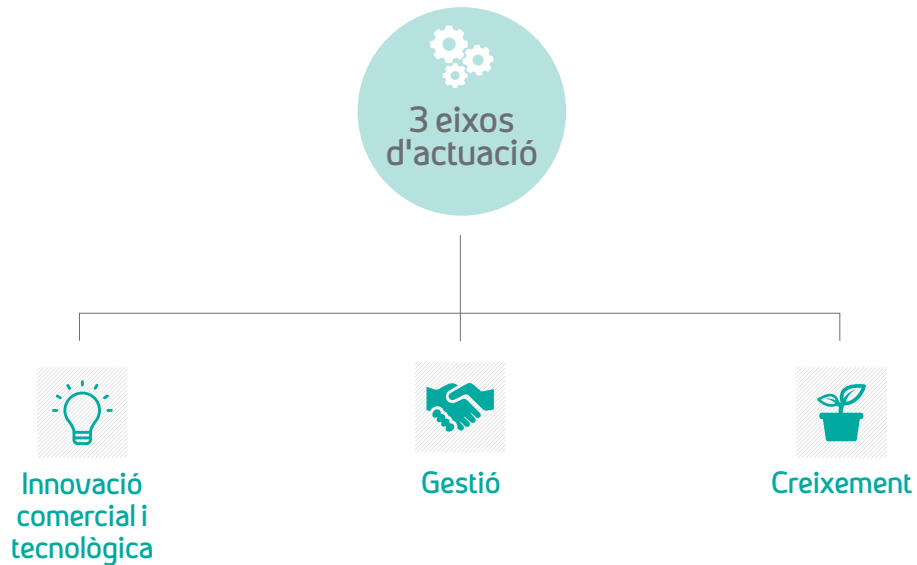 3 eixos
d'actuació
Innovació
comercial i
tecnològica
Gestió
Creixement